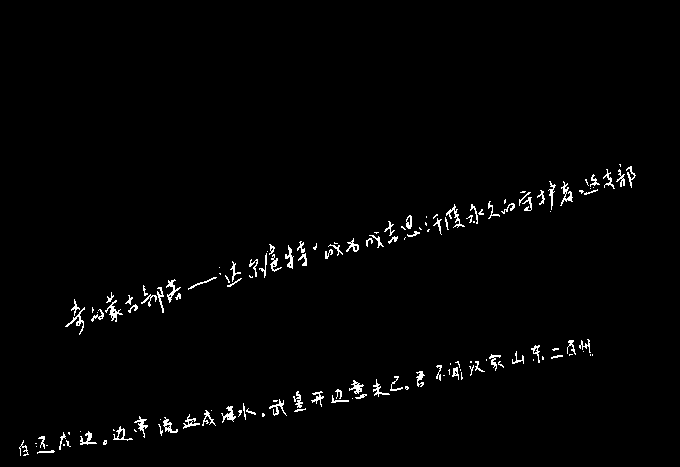 奇的蒙古部落——达尔扈特,成为成吉思汗陵永久的守护者.这支部
白还戍边。边亭流血成海水,武皇开边意未已。君不闻汉家山东二百州